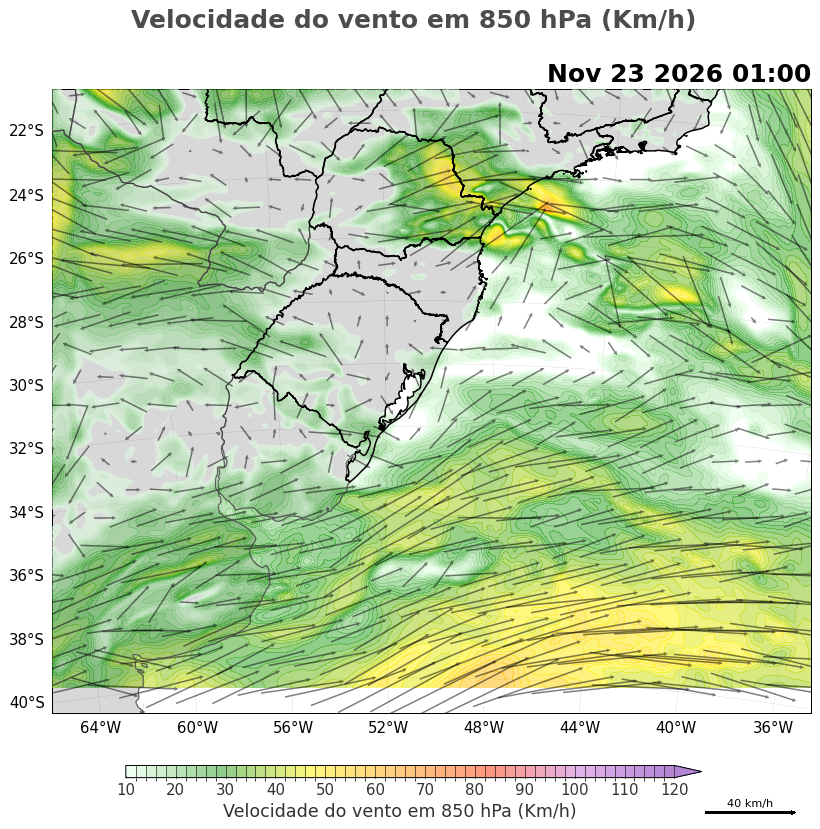 Velocidade do vento em 850 hPa (Km/h)
Nov 23 2026 01:00
22°S
24°S
26°S
28°S
30°S
32°S
34°S
36°S
38°S
40°S
64°W 60°W 56°W 52°W 48°W 44°W 40°W 36°W
10 20 30 40 50 60 70 80 90 100 110 120
Velocidade do vento em 850 hPa (Km/h)
40 km/h